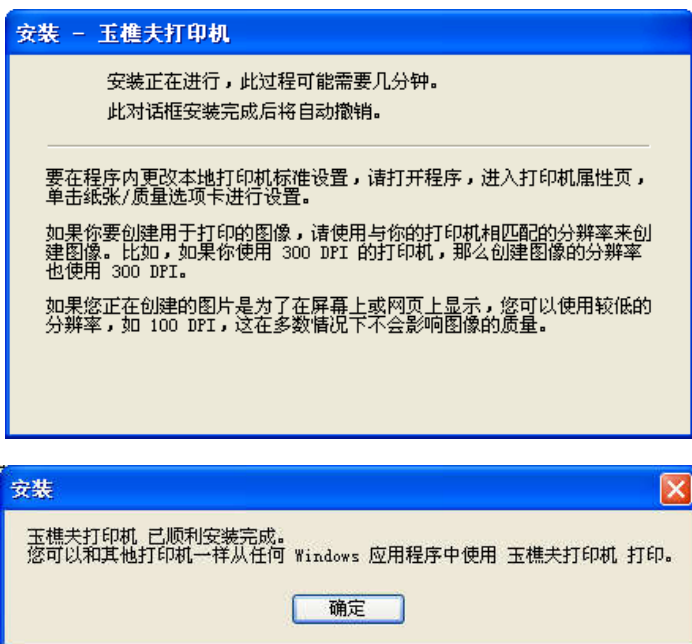 安装 - 玉樵夫打印机
安装正在进行，此过程可能需要几分钟。
此对话框安装完成后将自动撤销。
要在程序内更改本地打印机标准设置，请打开程序，进入打印机属性页，
单击纸张/质量选项卡进行设置。
如果你要创建用于打印的图像，请使用与你的打印机相匹配的分辨率来创
建图像。比如，如果你使用 300 DPI 的打印机，那么创建图像的分辨率
也使用 300 DPI。
如果您正在创建的图片是为了在屏幕上或网页上显示，您可以使用较低的
分辨率，如 100 DPI，这在多数情况下不会影响图像的质量。
安装
玉樵夫打印机 已顺利安装完成。
您可以和其他打印机一样从任何 Windows 应用程序中使用 玉樵夫打印机 打印。
确定